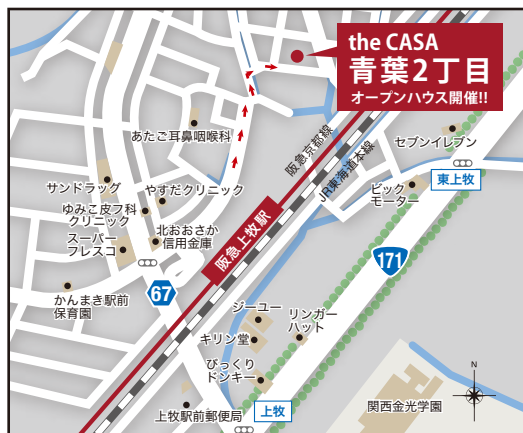 the CASA
青葉2丁目
オープンハウス開催!!
あたご耳鼻咽喉科
阪急京都線
JR東海道本線
セブンイレブン
東上牧
サンドラッグ
やすだクリニック
ビック
モーター
ゆみこ皮フ科
クリニック
北おおさか
信用金庫
スーパー
フレスコ
阪急上牧駅
171
67
かんまき駅前
保育園
ジーユー
リンガー
ハット
キリン堂
びっくり
ドンキー
上牧駅前郵便局
上牧
関西金光学園
N